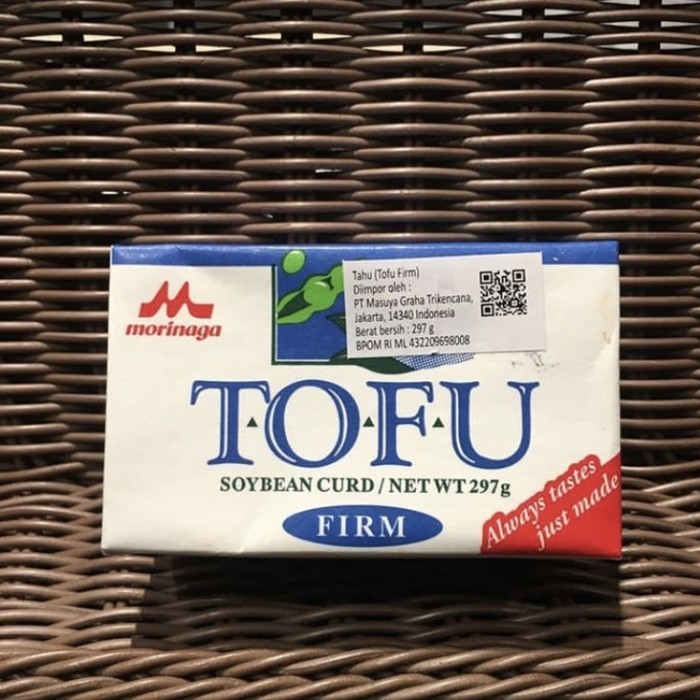 morinaga
Tahu (Tofu Firm)
Diimpor oleh :
PT Masuya Graha Trikencana,
Jakarta, 14340 Indonesia
Berat bersih : 297 g
BPOM RI ML 432209698008
T▲O▲F▲U
SOYBEAN CURD / NET WT 297g
FIRM
Always tastes
just made